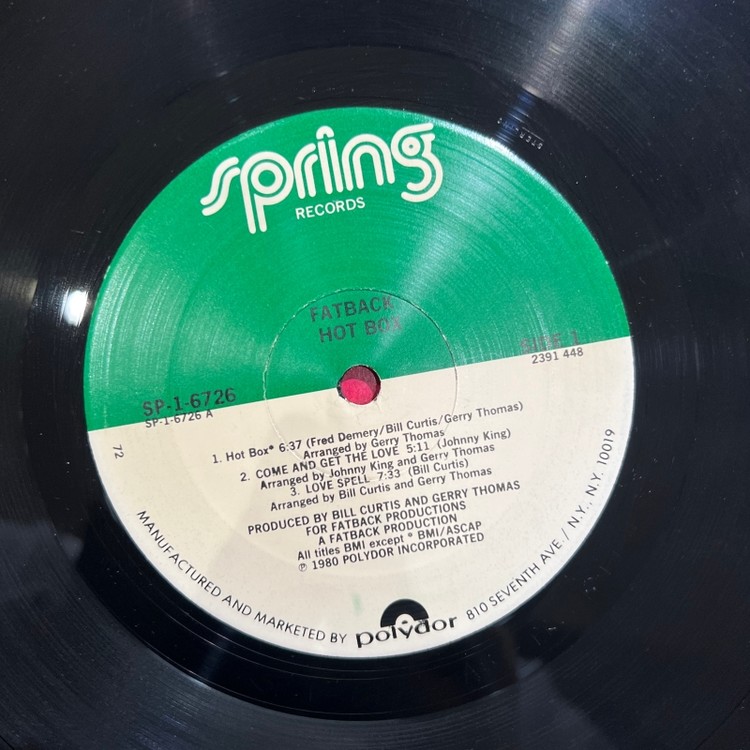 spring
RECORDS
FATBACK
HOT BOX
SIDE 1
2391 448
SP-1-6726
SP-1-6726 A
72
1. Hot Box* 6:37 (Fred Demery/Bill Curtis/Gerry Thomas)
Arranged by Gerry Thomas
2. COME AND GET THE LOVE 5:11 (Johnny King)
Arranged by Johnny King and Gerry Thomas
3. LOVE SPELL 7:33 (Bill Curtis)
Arranged by Bill Curtis and Gerry Thomas
PRODUCED BY BILL CURTIS AND GERRY THOMAS
FOR FATBACK PRODUCTIONS
A FATBACK PRODUCTION
All titles BMI except * BMI/ASCAP
℗ 1980 POLYDOR INCORPORATED
MANUFACTURED AND MARKETED BY polydor 810 SEVENTH AVE./ N.Y., N.Y. 10019